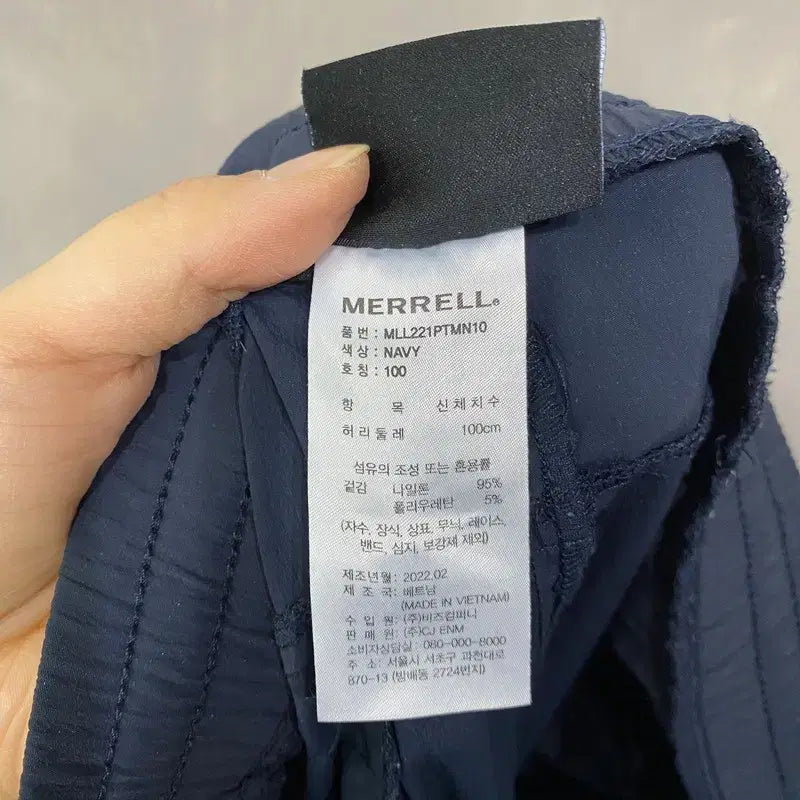 MERRELL®
품 번 : MLL221PTMN10
색 상 : NAVY
호 칭 : 100
항 목 신 체 치 수
허 리 둘 레 100cm
섬유의 조성 또는 혼용률
겉감 나일론 95%
폴리우레탄 5%
(자수, 장식, 상표, 무늬, 레이스,
밴드, 심지, 보강제 제외)
제조년월 : 2022.02
제 조 국 : 베트남
(MADE IN VIETNAM)
수 입 원 : (주)비즈컴퍼니
판 매 원 : (주)CJ ENM
소비자상담실 : 080-000-8000
주 소 : 서울시 서초구 과천대로
870-13 (방배동 2724번지)